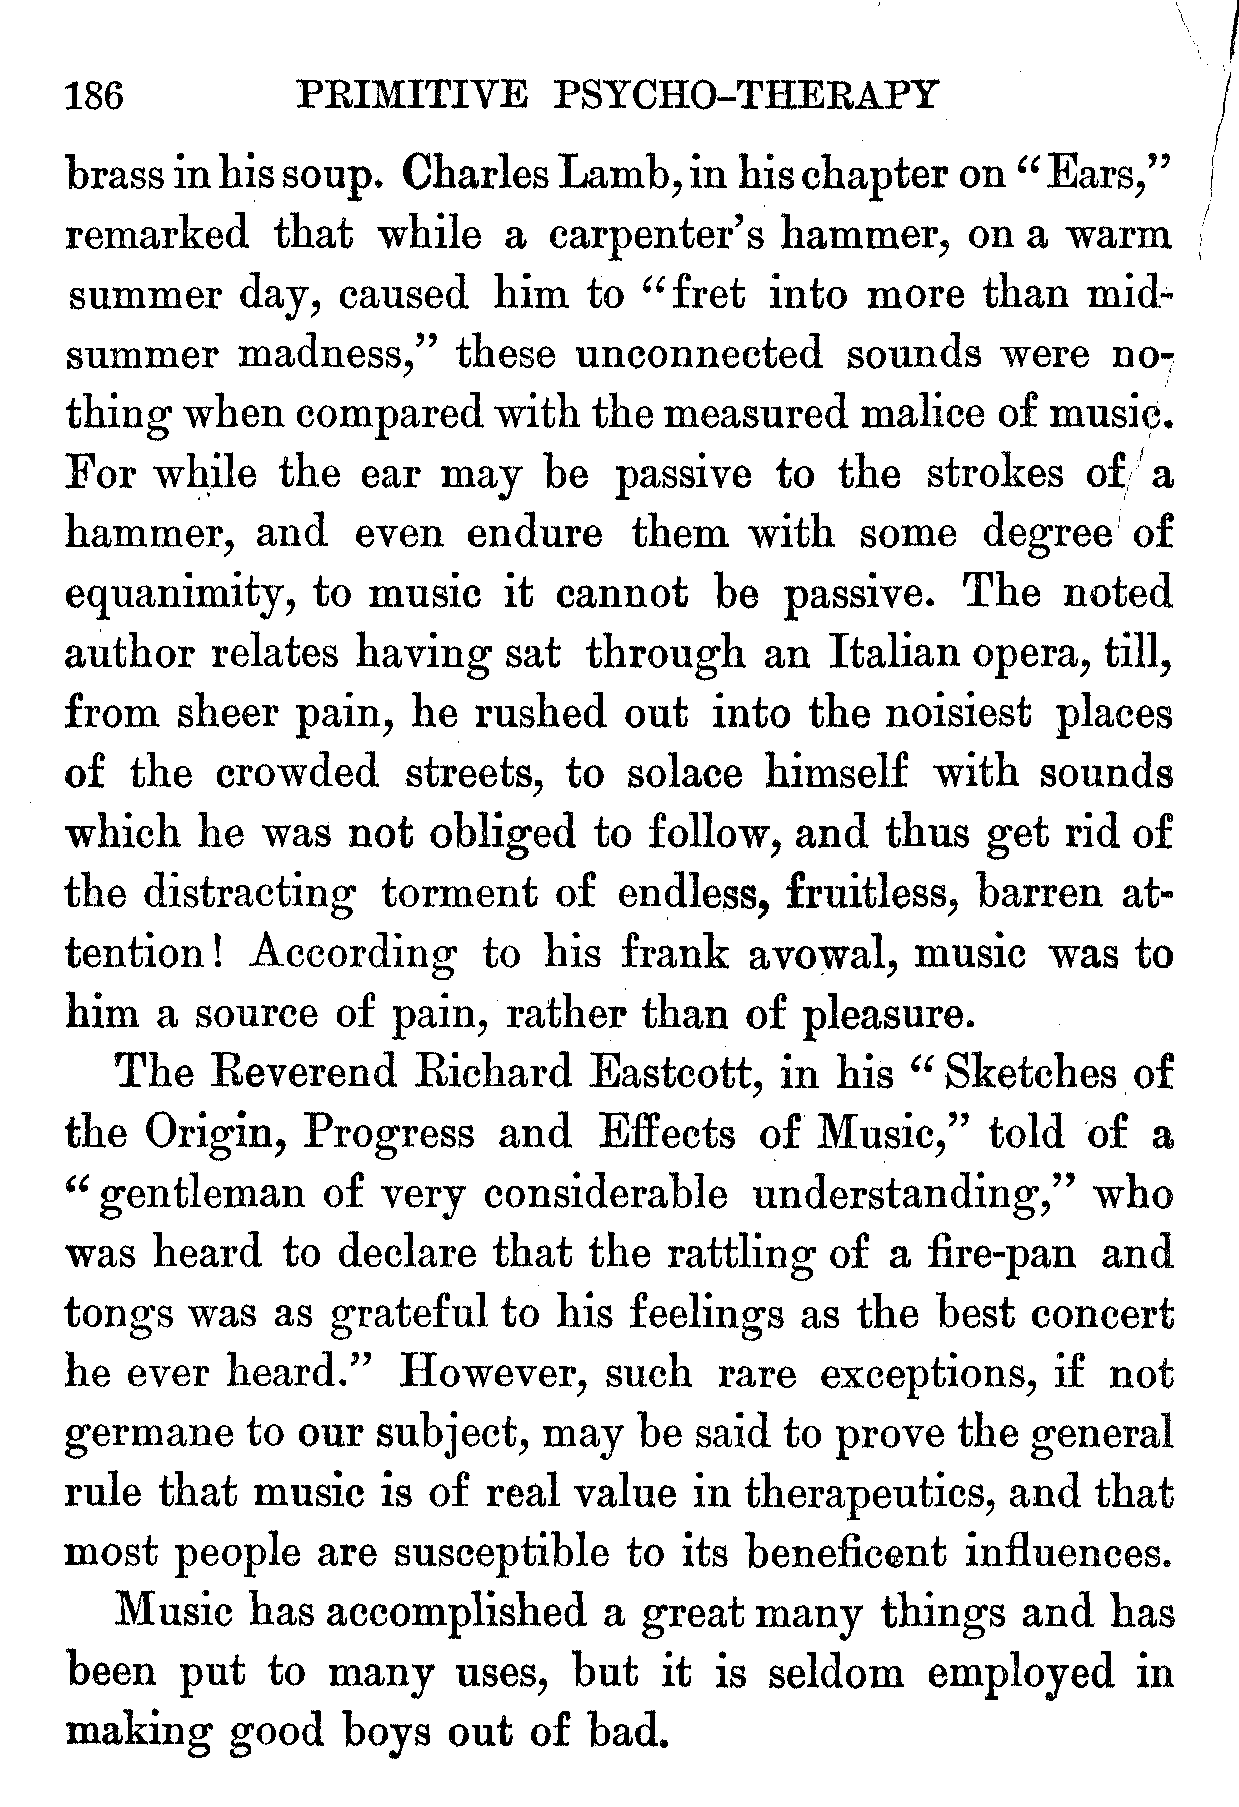 186 PRIMITIVE PSYCHO-THERAPY
brass in his soup. Charles Lamb, in his chapter on “Ears,”
remarked that while a carpenter’s hammer, on a warm
summer day, caused him to “fret into more than mid-
summer madness,” these unconnected sounds were no-
thing when compared with the measured malice of music.
For while the ear may be passive to the strokes of a
hammer, and even endure them with some degree of
equanimity, to music it cannot be passive. The noted
author relates having sat through an Italian opera, till,
from sheer pain, he rushed out into the noisiest places
of the crowded streets, to solace himself with sounds
which he was not obliged to follow, and thus get rid of
the distracting torment of endless, fruitless, barren at-
tention! According to his frank avowal, music was to
him a source of pain, rather than of pleasure.
The Reverend Richard Eastcott, in his “Sketches of
the Origin, Progress and Effects of Music,” told of a
“gentleman of very considerable understanding,” who
was heard to declare that the rattling of a fire-pan and
tongs was as grateful to his feelings as the best concert
he ever heard.” However, such rare exceptions, if not
germane to our subject, may be said to prove the general
rule that music is of real value in therapeutics, and that
most people are susceptible to its beneficent influences.
Music has accomplished a great many things and has
been put to many uses, but it is seldom employed in
making good boys out of bad.